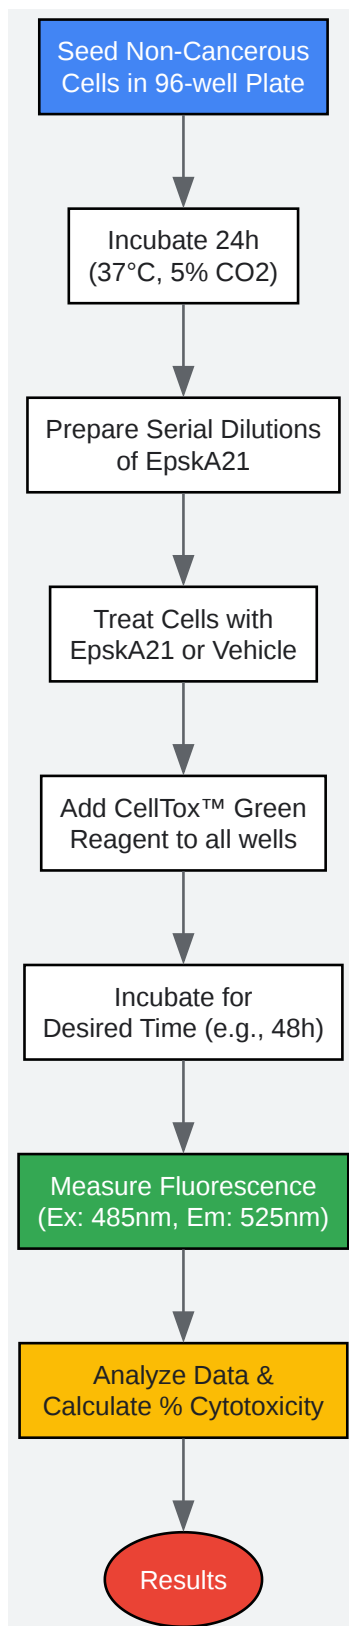 Seed Non-Cancerous
Cells in 96-well Plate
Incubate 24h
(37°C, 5% CO2)
Prepare Serial Dilutions
of EpskA21
Treat Cells with
EpskA21 or Vehicle
Add CellTox™ Green
Reagent to all wells
Incubate for
Desired Time (e.g., 48h)
Measure Fluorescence
(Ex: 485nm, Em: 525nm)
Analyze Data &
Calculate % Cytotoxicity
Results